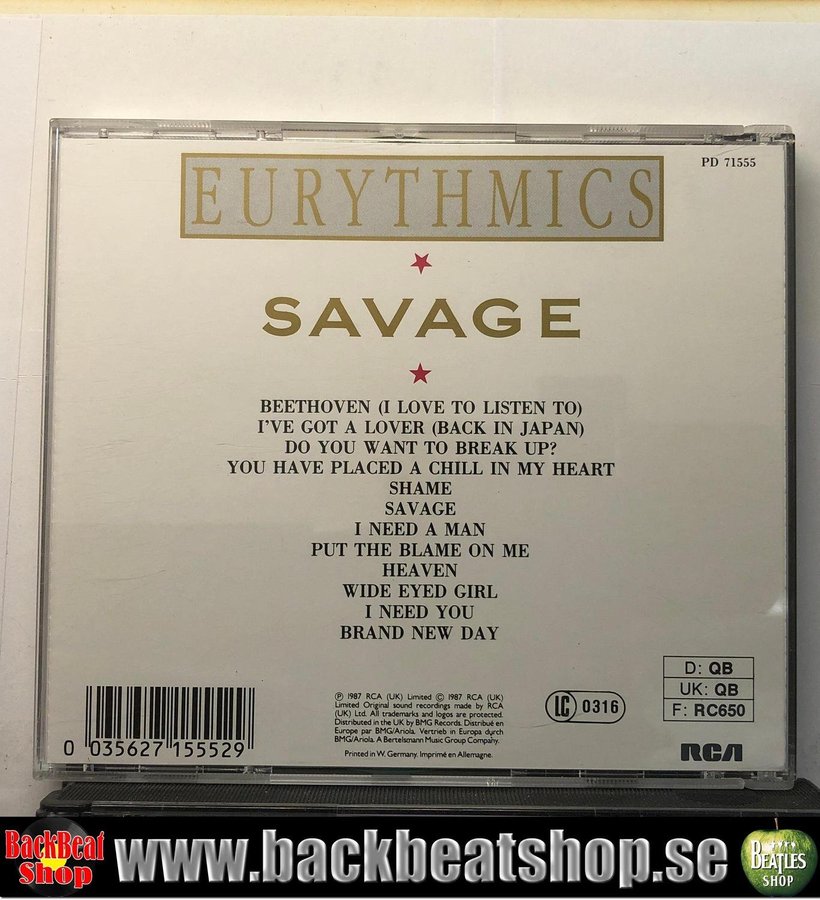 EURYTHMICS
PD 71555
SAVAGE
BEETHOVEN (I LOVE TO LISTEN TO)
I'VE GOT A LOVER (BACK IN JAPAN)
DO YOU WANT TO BREAK UP?
YOU HAVE PLACED A CHILL IN MY HEART
SHAME
SAVAGE
I NEED A MAN
PUT THE BLAME ON ME
HEAVEN
WIDE EYED GIRL
I NEED YOU
BRAND NEW DAY
D: QB
UK: QB
F: RC650
0 035627 155529
℗ 1987 RCA (UK) Limited © 1987 RCA (UK)
Limited Original sound recordings made by RCA
(UK) Ltd. All trademarks and logos are protected.
Distributed in the UK by BMG Records. Distribué en
Europe par BMG/Ariola. Vertrieb in Europa durch
BMG/Ariola. A Bertelsmann Music Group Company.
Printed in W. Germany. Imprimé en Allemagne.
LC 0316
RCA
BackBeat
Shop
www.backbeatshop.se
BEATLES
SHOP